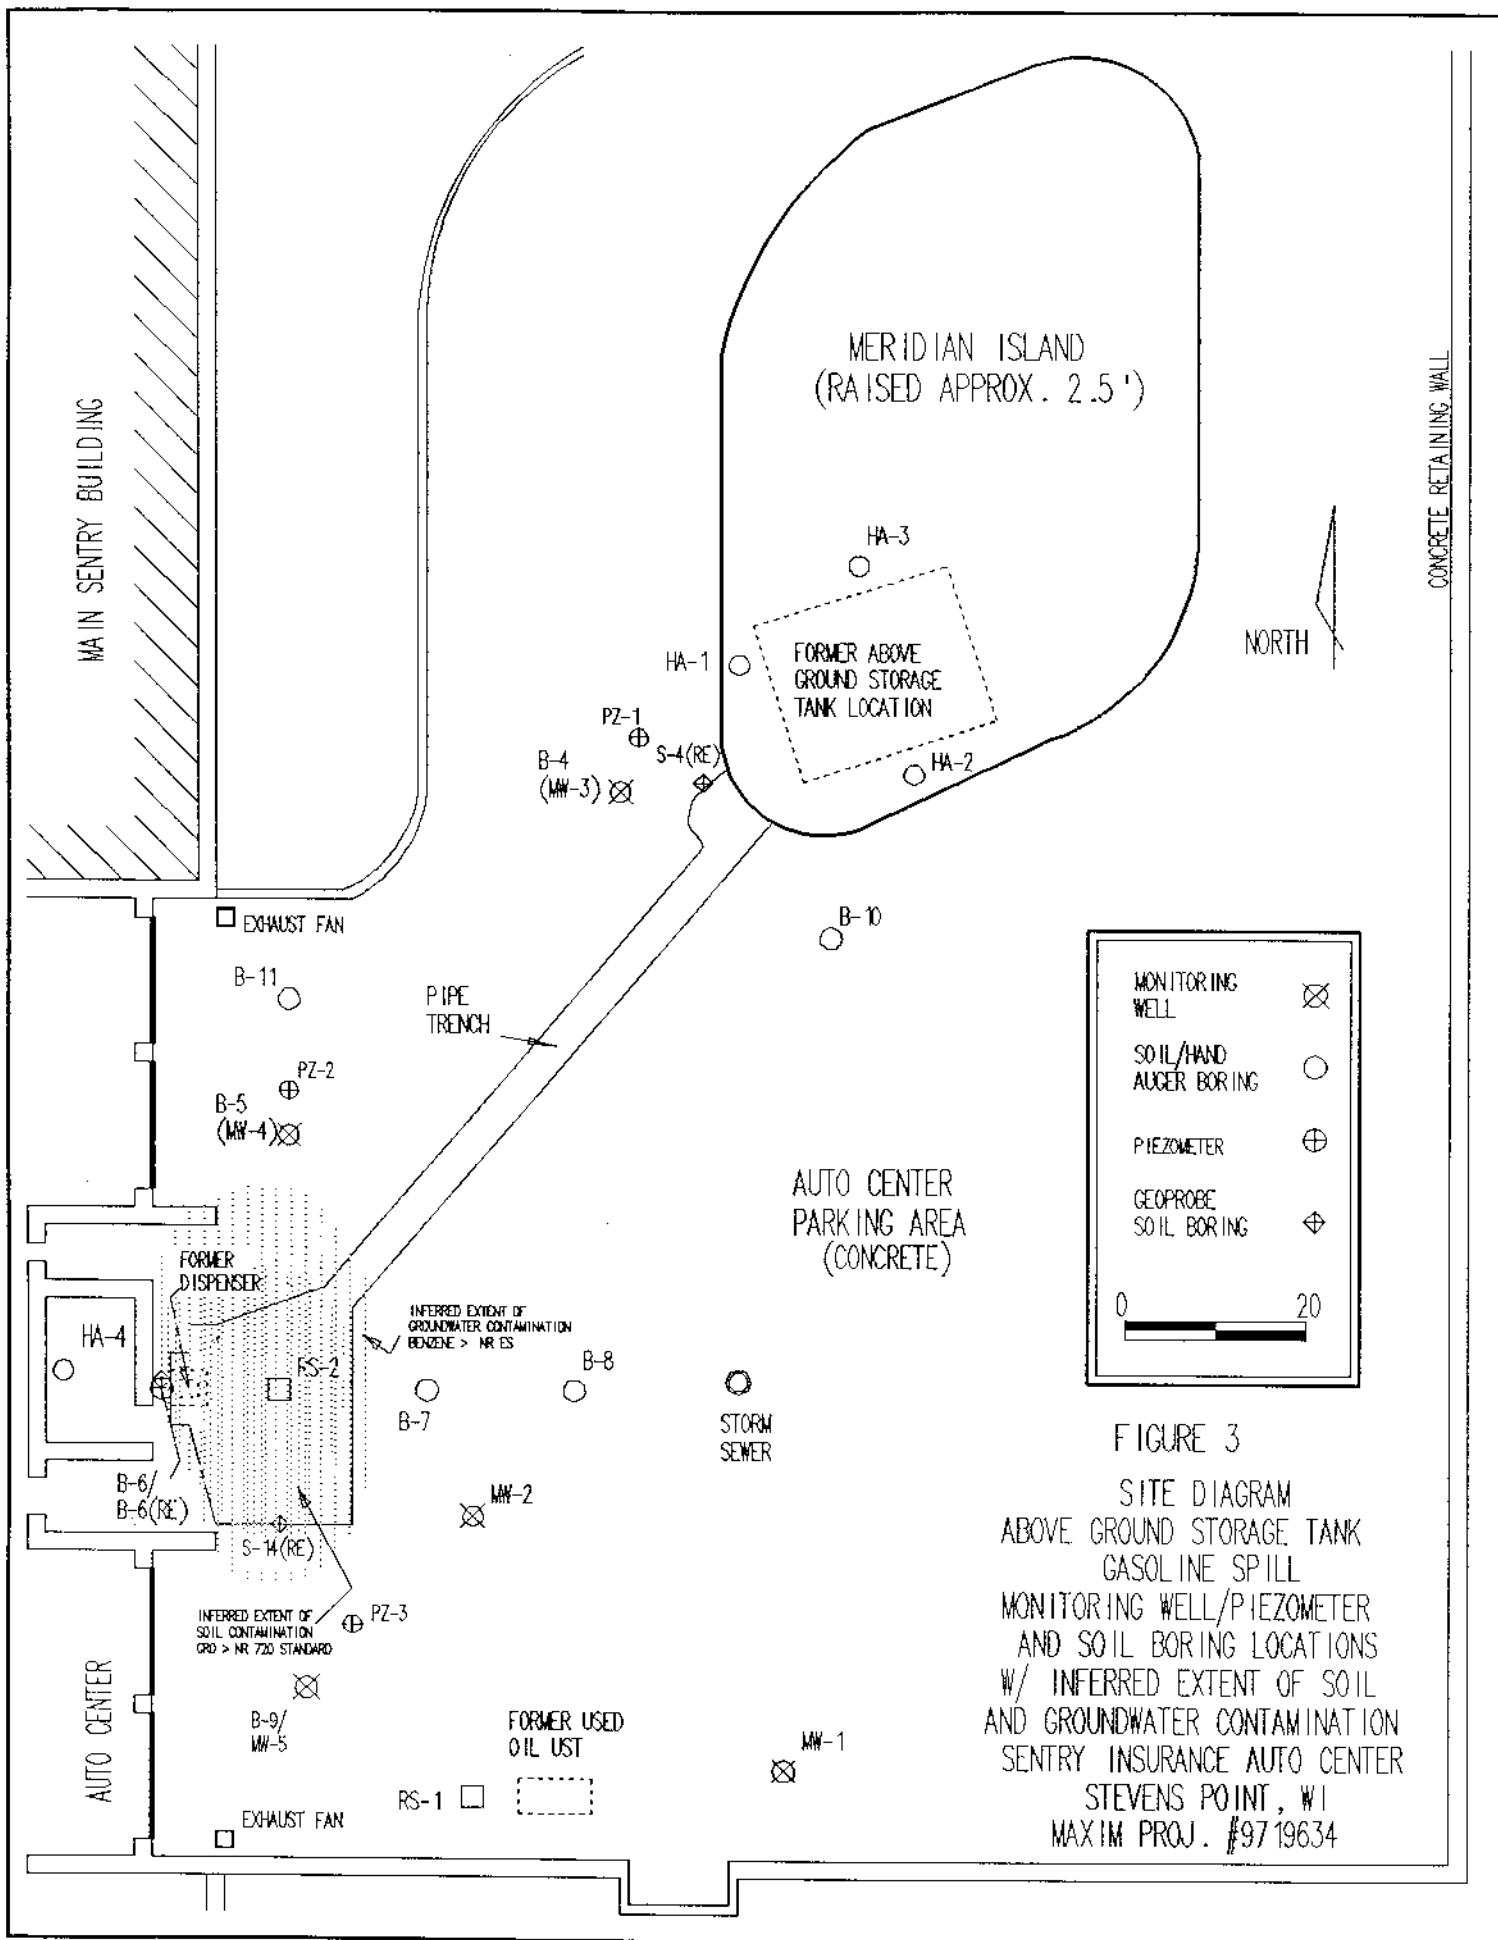 MAIN SENTRY BUILDING
MERIDIAN ISLAND
(RAISED APPROX. 2.5')
CONCRETE RETAINING WALL
HA-3
NORTH
HA-1
FORMER ABOVE
GROUND STORAGE
TANK LOCATION
PZ-1
S-4(RE)
B-4
(MW-3)
HA-2
EXHAUST FAN
B-10
B-11
PIPE
TRENCH
MONITORING
WELL
SOIL/HAND
AUGER BORING
PIEZOMETER
GEOPROBE
SOIL BORING
0 20
PZ-2
B-5
(MW-4)
AUTO CENTER
PARKING AREA
(CONCRETE)
FORMER
DISPENSER
INFERRED EXTENT OF
GROUNDWATER CONTAMINATION
BENZENE > NR ES
HA-4
RS-2
B-8
B-7
STORM
SEWER
B-6/
B-6(RE)
MW-2
S-14(RE)
INFERRED EXTENT OF
SOIL CONTAMINATION
GRO > NR 720 STANDARD
PZ-3
AUTO CENTER
B-9/
MW-5
FORMER USED
OIL UST
MW-1
RS-1
EXHAUST FAN
FIGURE 3
SITE DIAGRAM
ABOVE GROUND STORAGE TANK
GASOLINE SPILL
MONITORING WELL/PIEZOMETER
AND SOIL BORING LOCATIONS
W/ INFERRED EXTENT OF SOIL
AND GROUNDWATER CONTAMINATION
SENTRY INSURANCE AUTO CENTER
STEVENS POINT, WI
MAXIM PROJ. #9719634